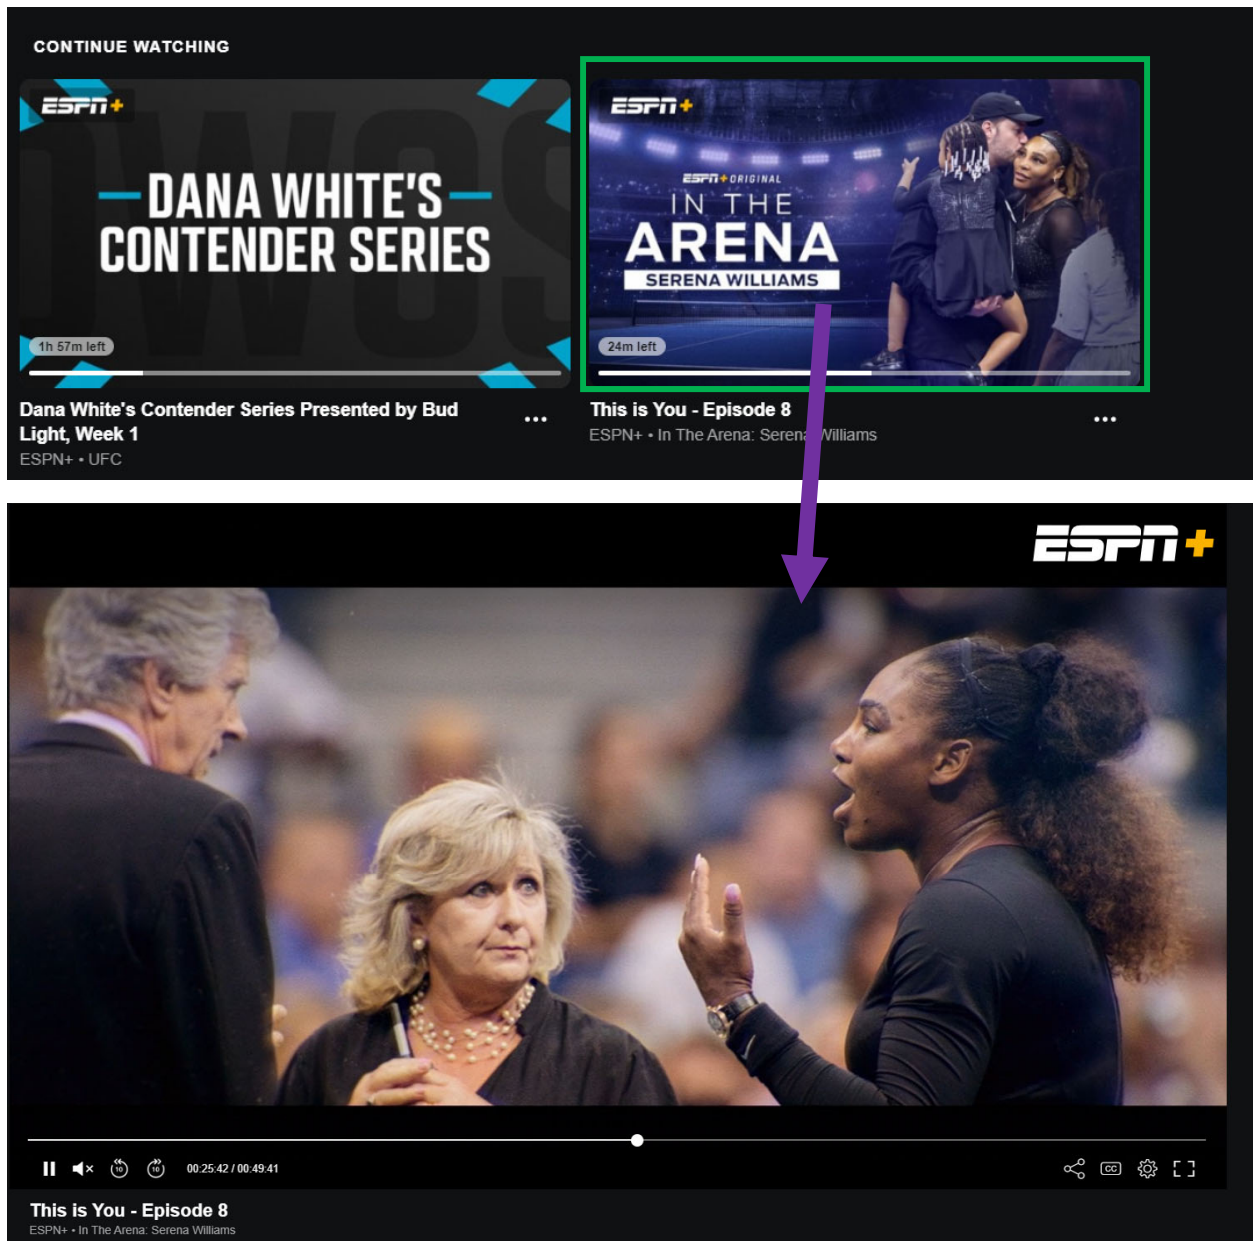 CONTINUE WATCHING
ESPN+
DANA WHITE'S
CONTENDER SERIES
1h 57m left
Dana White's Contender Series Presented by Bud
Light, Week 1
ESPN+ • UFC
ESPN+
ESPN+ ORIGINAL
IN THE
ARENA
SERENA WILLIAMS
24m left
This is You - Episode 8
ESPN+ • In The Arena: Serena Williams
ESPN+
10
10
00:25:42 / 00:49:41
CC
This is You - Episode 8
ESPN+ • In The Arena: Serena Williams